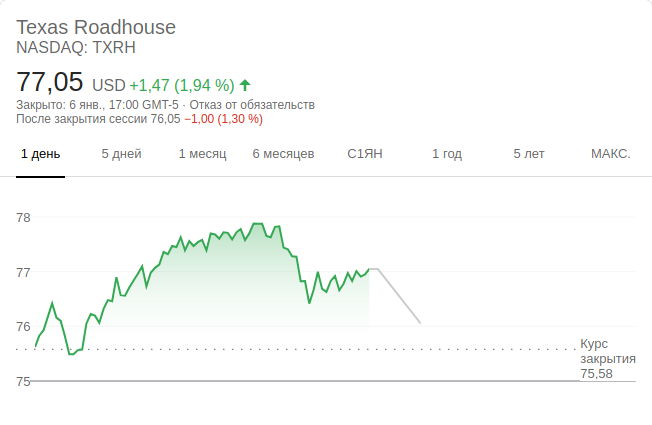 Texas Roadhouse
NASDAQ: TXRH
77,05 USD +1,47 (1,94 %)
Закрыто: 6 янв., 17:00 GMT-5 · Отказ от обязательств
После закрытия сессии 76,05 −1,00 (1,30 %)
1 день 5 дней 1 месяц 6 месяцев С1ЯН 1 год 5 лет МАКС.
78
77
76
Курс
закрытия
75,58
75